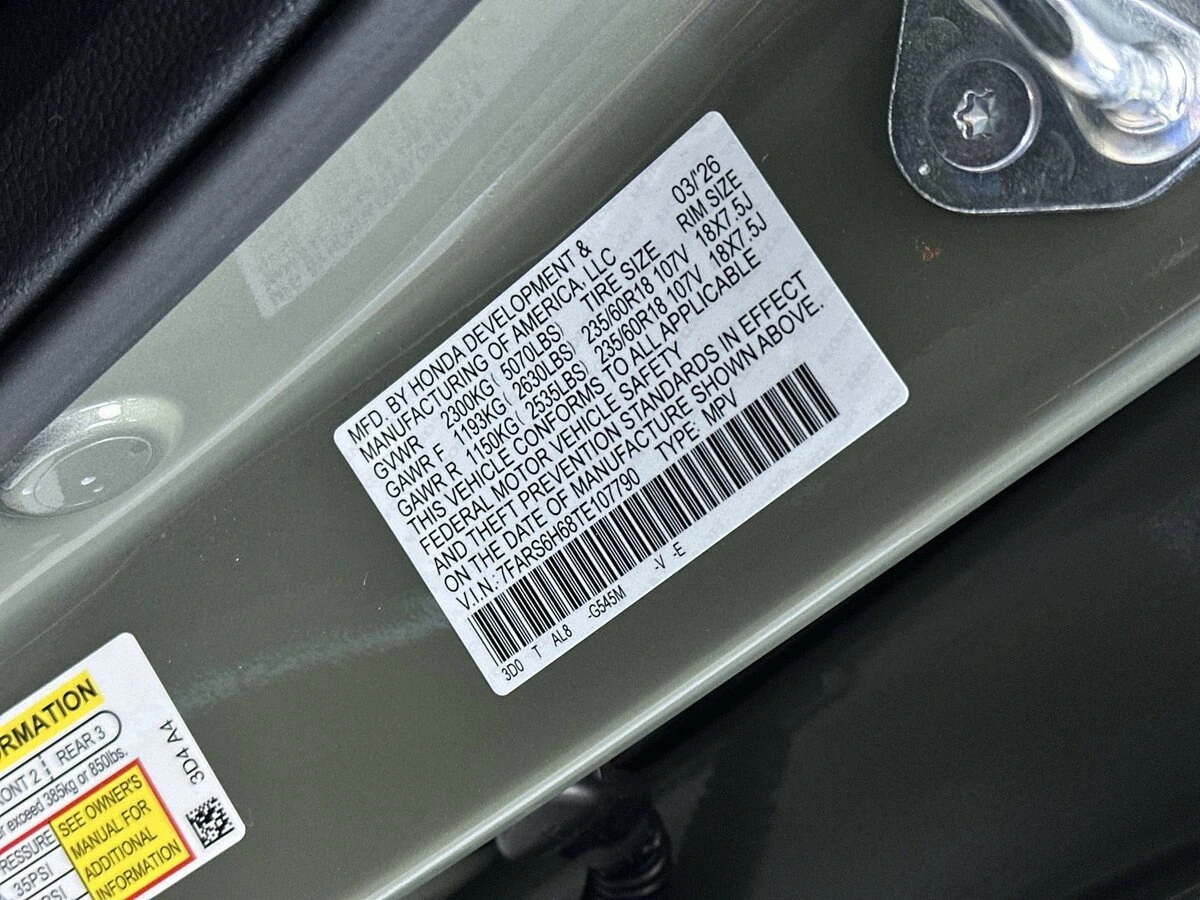 MFD. BY HONDA DEVELOPMENT &
MANUFACTURING OF AMERICA, LLC 03/'26
GVWR 2300KG( 5070LBS) TIRE SIZE RIM SIZE
GAWR F 1193KG( 2630LBS) 235/60R18 107V 18X7.5J
GAWR R 1150KG( 2535LBS) 235/60R18 107V 18X7.5J
THIS VEHICLE CONFORMS TO ALL APPLICABLE
FEDERAL MOTOR VEHICLE SAFETY
AND THEFT PREVENTION STANDARDS IN EFFECT
ON THE DATE OF MANUFACTURE SHOWN ABOVE.
V.I.N.: 7FARS6H68TE107790 TYPE: MPV
3D0 T AL8 -G545M -V -E
RMATION
ONT 2 REAR 3
er exceed 385kg or 850lbs.
RESSURE
35PSI
PSI
SEE OWNER'S
MANUAL FOR
ADDITIONAL
INFORMATION
3D4 A4